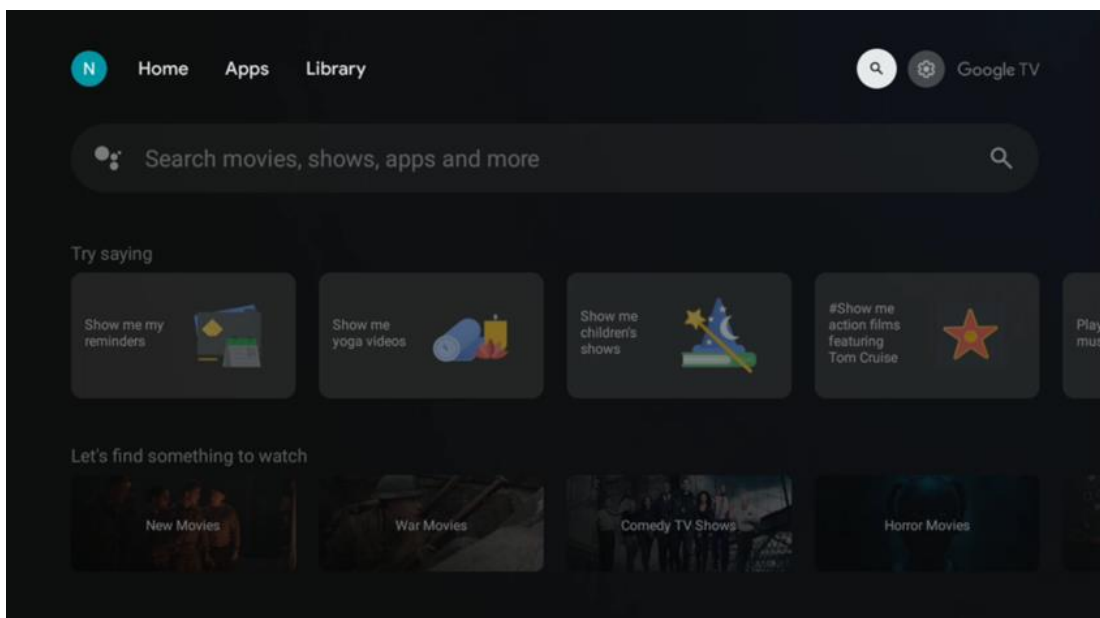 N Home Apps Library Google TV
Search movies, shows, apps and more
Try saying
Show me my
reminders
Show me
yoga videos
Show me
children's
shows
#Show me
action films
featuring
Tom Cruise
Play
mus
Let's find something to watch
New Movies
War Movies
Comedy TV Shows
Horror Movies